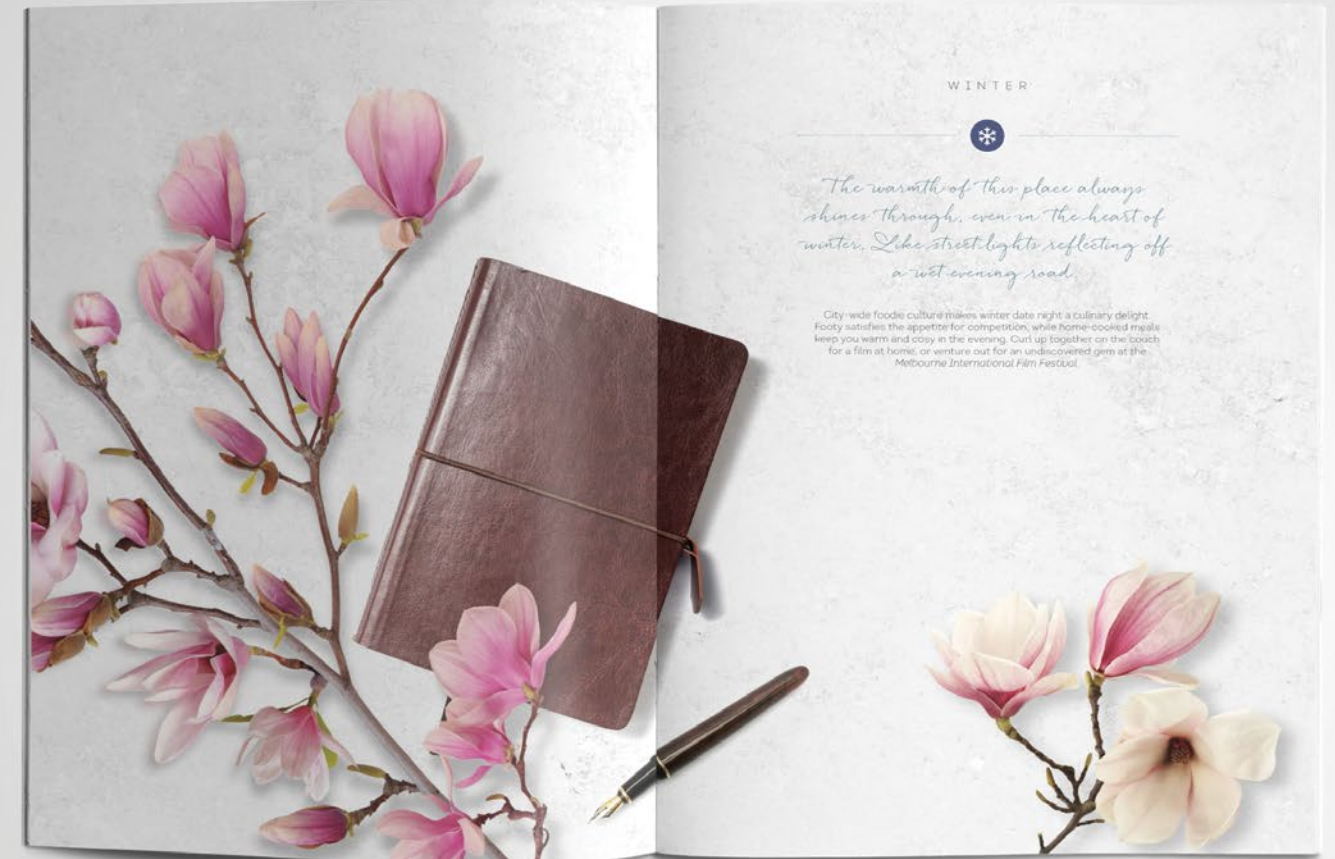 WINTER
The warmth of this place always
shines through, even in the heart of
winter. Like street lights reflecting off
a wet evening road.
City-wide foodie culture makes winter date night a culinary delight.
Footy satisfies the appetite for competition, while home-cooked meals
keep you warm and cosy in the evening. Curl up together on the couch
for a film at home, or venture out for an undiscovered gem at the
Melbourne International Film Festival.